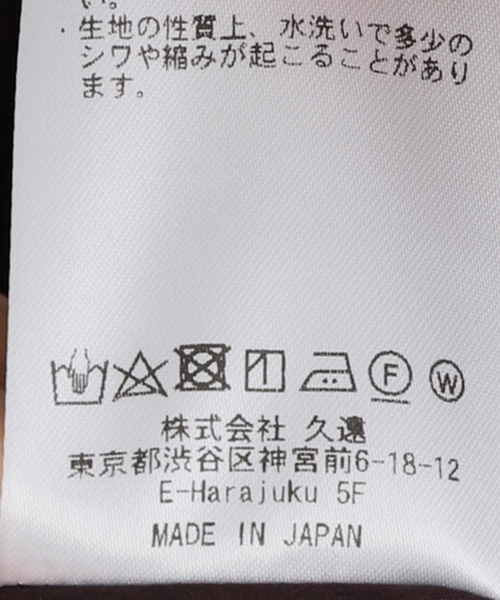 い。
・生地の性質上、水洗いで多少の
シワや縮みが起こることがあり
ます。
F W
株式会社 久遠
東京都渋谷区神宮前6-18-12
E-Harajuku 5F
MADE IN JAPAN